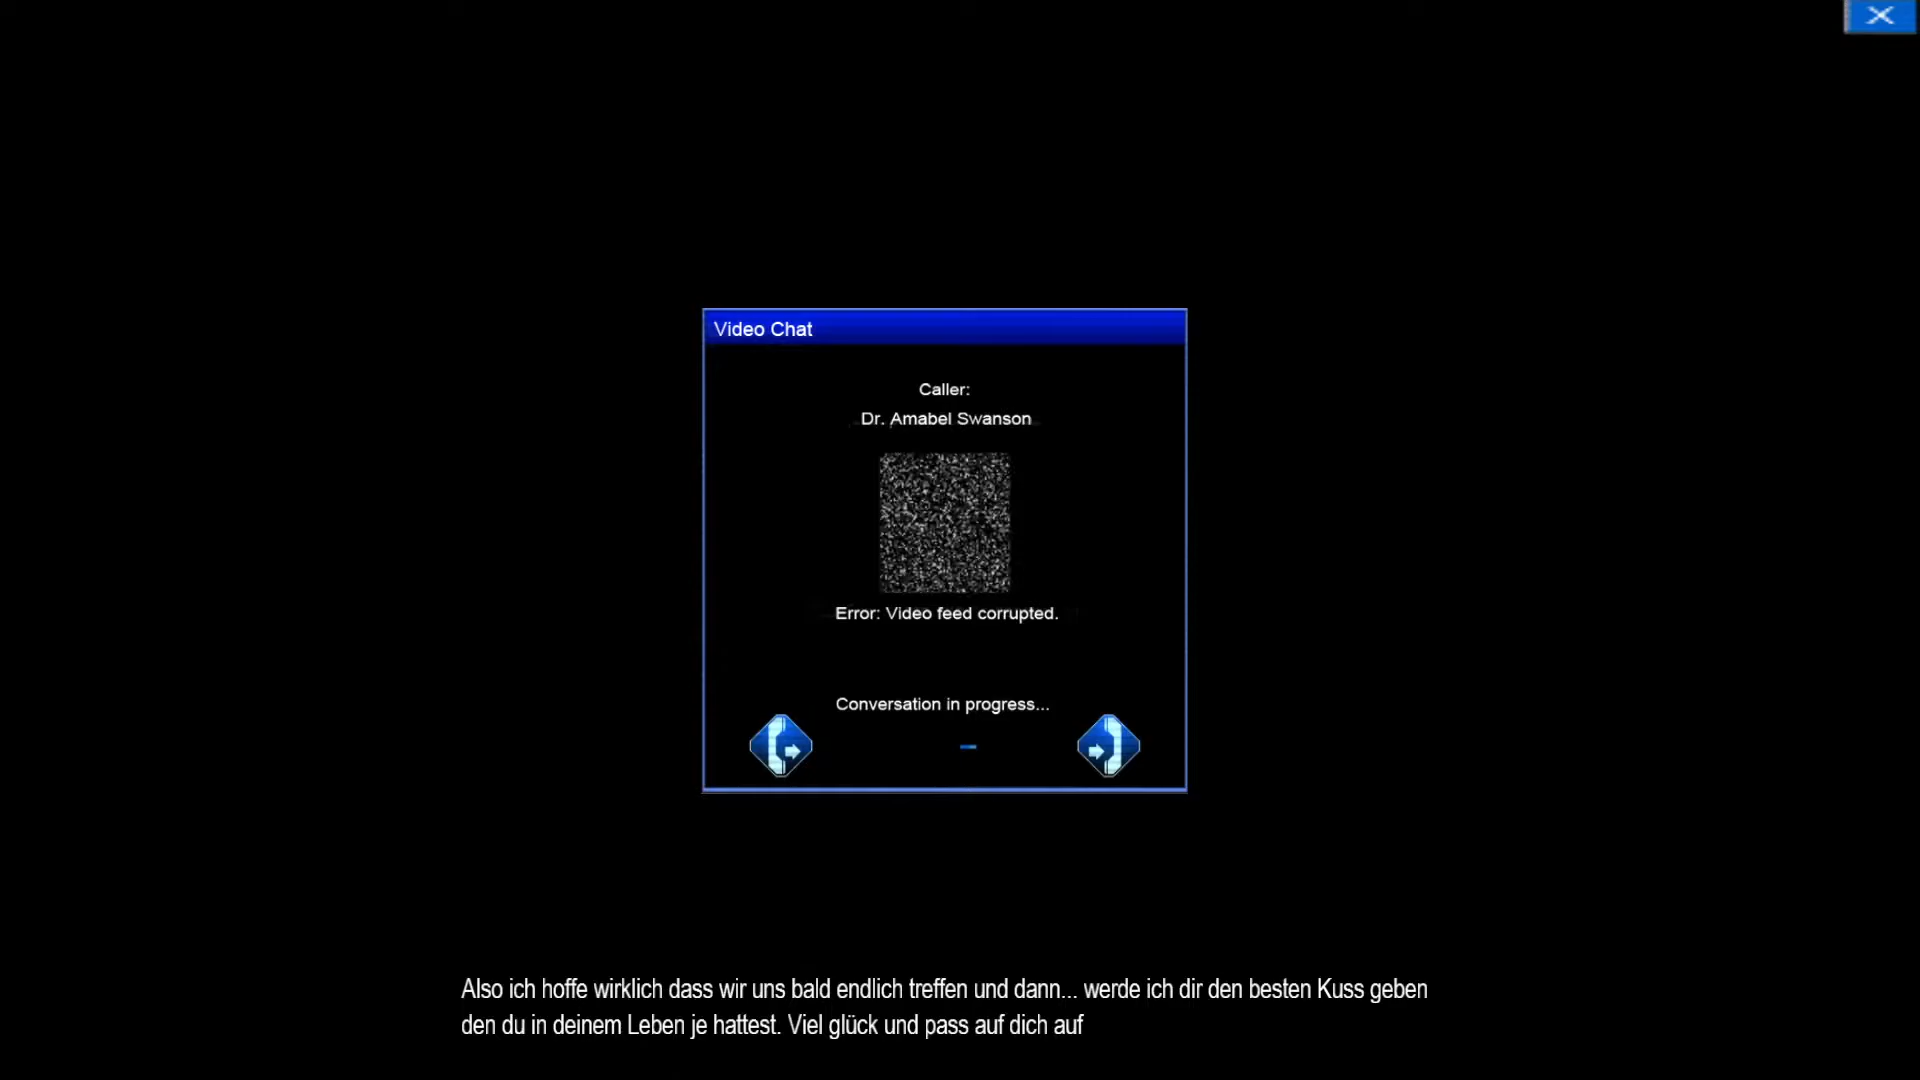 Video Chat
Caller:
Dr. Amabel Swanson
Error: Video feed corrupted.
Conversation in progress...
Also ich hoffe wirklich dass wir uns bald endlich treffen und dann... werde ich dir den besten Kuss geben
den du in deinem Leben je hattest. Viel glück und pass auf dich auf